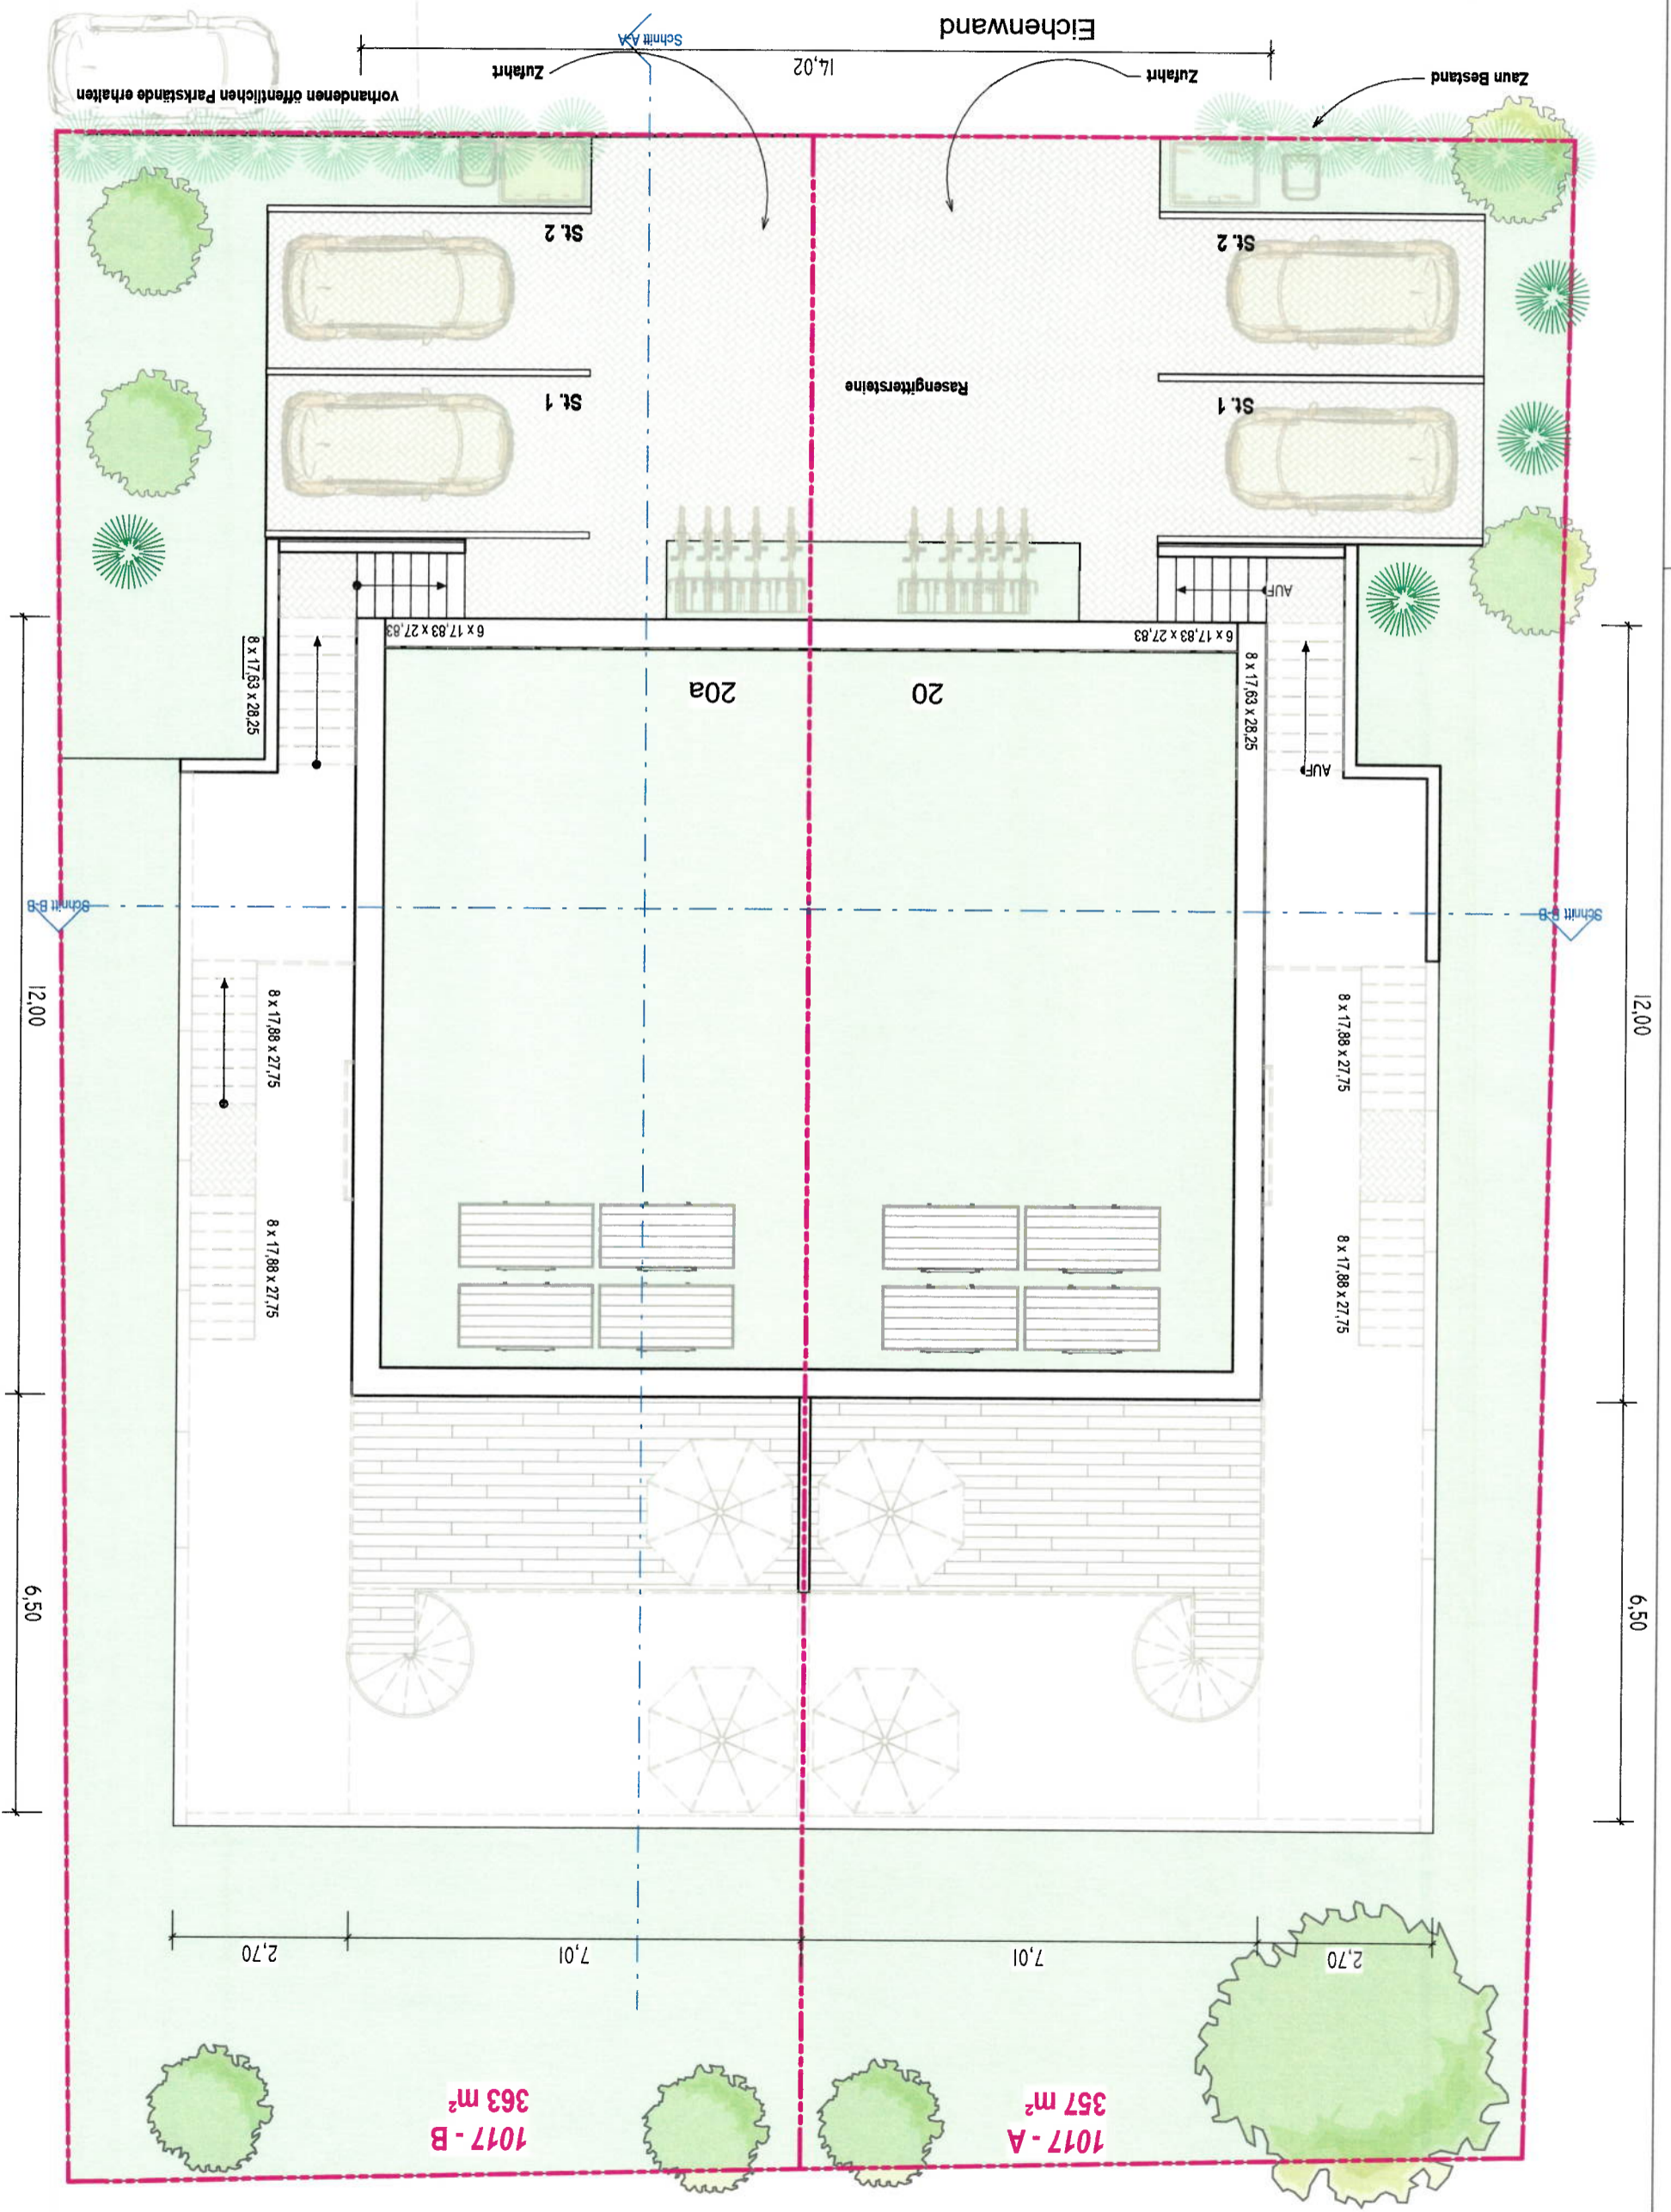 1017 - A
357 m²
1017 - B
363 m²
2,70
7,01
7,01
2,70
6,50
6,50
8 x 17,88 x 27,75
8 x 17,88 x 27,75
12,00
8 x 17,88 x 27,75
8 x 17,88 x 27,75
12,00
Schnitt B-B
Schnitt B-B
AUF
8 x 17,63 x 28,25
20
20a
8 x 17,63 x 28,25
6 x 17,83 x 27,83
6 x 17,83 x 27,83
AUF
St. 1
Rasengittersteine
St. 1
St. 2
St. 2
vorhandenen öffentlichen Parkstände erhalten
Zaun Bestand
Zufahrt
14,02
Zufahrt
Schnitt A-A
Eichenwand